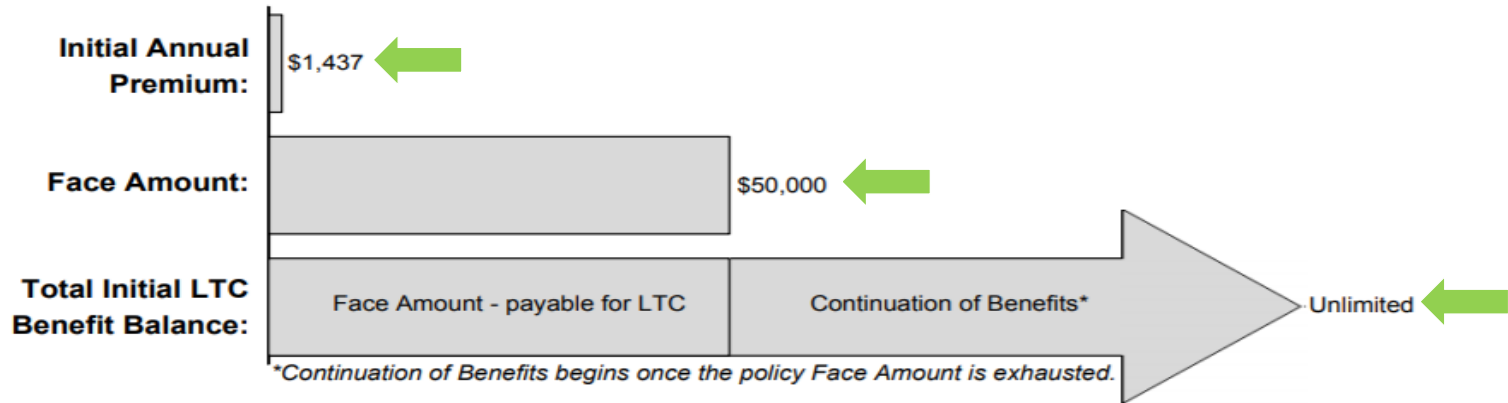 Initial Annual
Premium:
$1,437
Face Amount:
$50,000
Total Initial LTC
Benefit Balance:
Face Amount - payable for LTC
Continuation of Benefits*
Unlimited
*Continuation of Benefits begins once the policy Face Amount is exhausted.